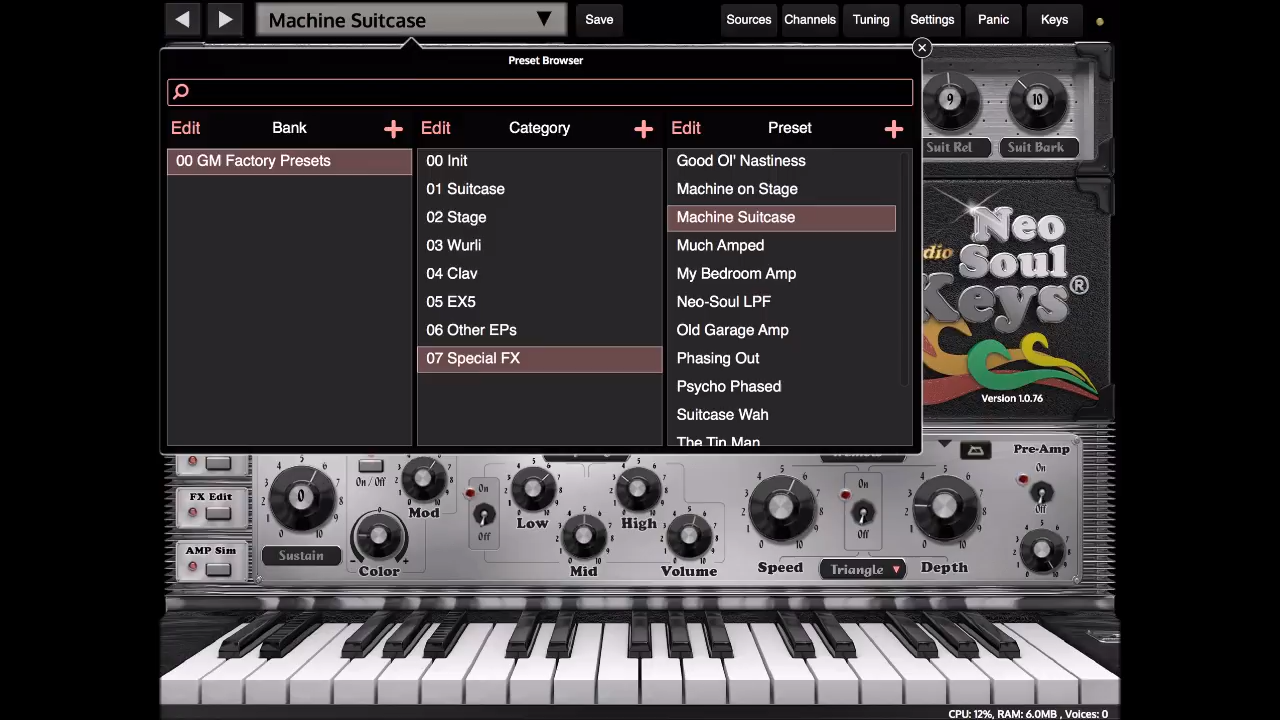 Machine Suitcase
Save
Sources
Channels
Tuning
Settings
Panic
Keys
Preset Browser
Edit Bank
Edit Category
Edit Preset
00 GM Factory Presets
00 Init
01 Suitcase
02 Stage
03 Wurli
04 Clav
05 EX5
06 Other EPs
07 Special FX
Good Ol' Nastiness
Machine on Stage
Machine Suitcase
Much Amped
My Bedroom Amp
Neo-Soul LPF
Old Garage Amp
Phasing Out
Psycho Phased
Suitcase Wah
The Tin Man
9
10
Suit Rel
Suit Bark
Neo
Soul
Keys®
Version 1.0.76
FX Edit
AMP Sim
0
Sustain
On / Off
Mod
Color
On
Off
Low
Mid
High
Volume
Speed
On
Off
Triangle
Depth
Pre-Amp
On
Off
CPU: 12%, RAM: 6.0MB , Voices: 0